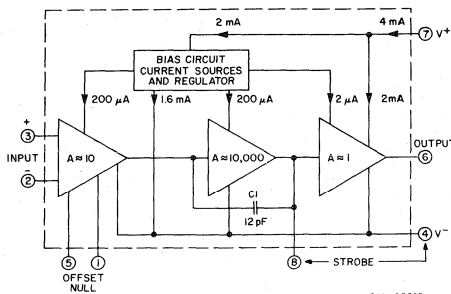 2 mA
4 mA
7 V+
BIAS CIRCUIT
CURRENT SOURCES
AND REGULATOR
200 μA
1.6 mA
200 μA
2 μA
2mA
+
3
INPUT
A ≈ 10
A ≈ 10,000
A ≈ 1
OUTPUT
6
-
2
C1
12 pF
4 V-
5
1
8
STROBE
OFFSET
NULL